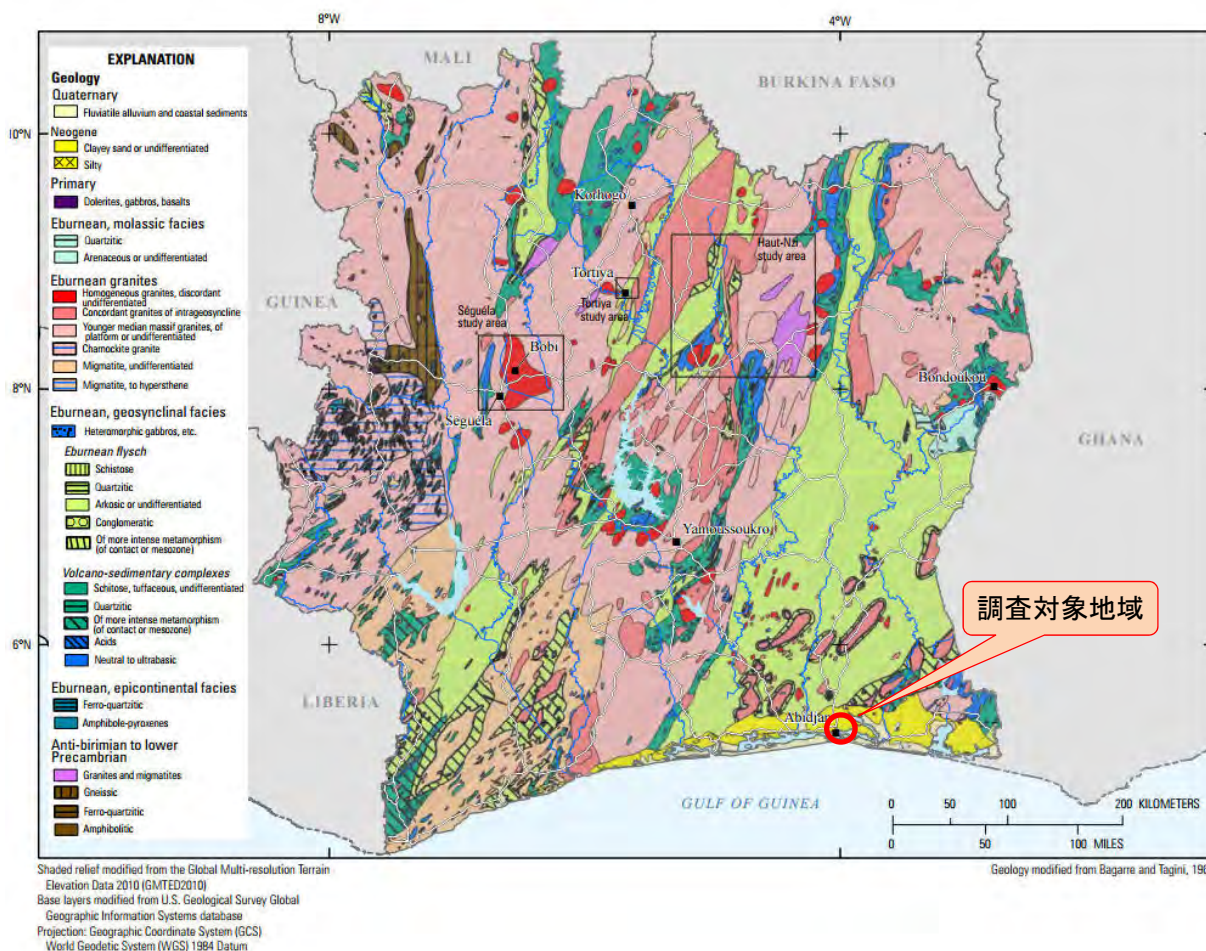 8°W
4°W
10°N
8°N
6°N
EXPLANATION
Geology
Quaternary
Fluviatile alluvium and coastal sediments
Neogene
Clayey sand or undifferentiated
Silty
Primary
Dolerites, gabbros, basalts
Eburnean, molassic facies
Quartzitic
Arenaceous or undifferentiated
Eburnean granites
Homogeneous granites, discordant
undifferentiated
Concordant granites of intrageosyncline
Younger median massif granites, of
platform or undifferentiated
Charnockite granite
Migmatite, undifferentiated
Migmatite, to hypersthene
Eburnean, geosynclinal facies
Heteromorphic gabbros, etc.
Eburnean flysch
Schistose
Quartzitic
Arkosic or undifferentiated
Conglomeratic
Of more intense metamorphism
(of contact or mesozone)
Volcano-sedimentary complexes
Schitose, tuffaceous, undifferentiated
Quartzitic
Of more intense metamorphism
(of contact or mesozone)
Acids
Neutral to ultrabasic
Eburnean, epicontinental facies
Ferro-quartzitic
Amphibole-pyroxenes
Anti-birimian to lower
Precambrian
Granites and migmatites
Gneissic
Ferro-quartzitic
Amphibolitic
MALI
BURKINA FASO
GUINEA
GHANA
LIBERIA
Korhogo
Haut-Nzi
study area
Tortiya
Tortiya
study area
Séguéla
study area
Bobi
Séguéla
Bondoukou
Yamoussoukro
調査対象地域
Abidjan
GULF OF GUINEA
0 50 100 200 KILOMETERS
0 50 100 MILES
Shaded relief modified from the Global Multi-resolution Terrain
Elevation Data 2010 (GMTED2010)
Base layers modified from U.S. Geological Survey Global
Geographic Information Systems database
Projection: Geographic Coordinate System (GCS)
World Geodetic System (WGS) 1984 Datum
Geology modified from Bagarre and Tagini,